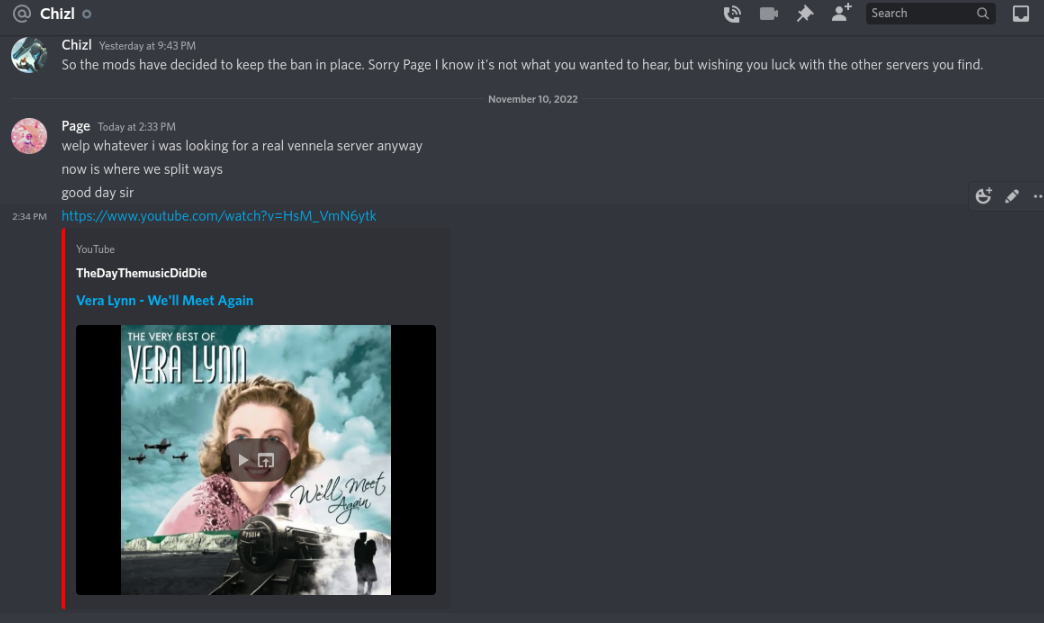 Chizl
Search
Chizl Yesterday at 9:43 PM
So the mods have decided to keep the ban in place. Sorry Page I know it's not what you wanted to hear, but wishing you luck with the other servers you find.
November 10, 2022
Page Today at 2:33 PM
welp whatever i was looking for a real vennela server anyway
now is where we split ways
good day sir
2:34 PM https://www.youtube.com/watch?v=HsM_VmN6ytk
YouTube
TheDayThemusicDidDie
Vera Lynn - We'll Meet Again
THE VERY BEST OF
VERA LYNN
We'll Meet
Again